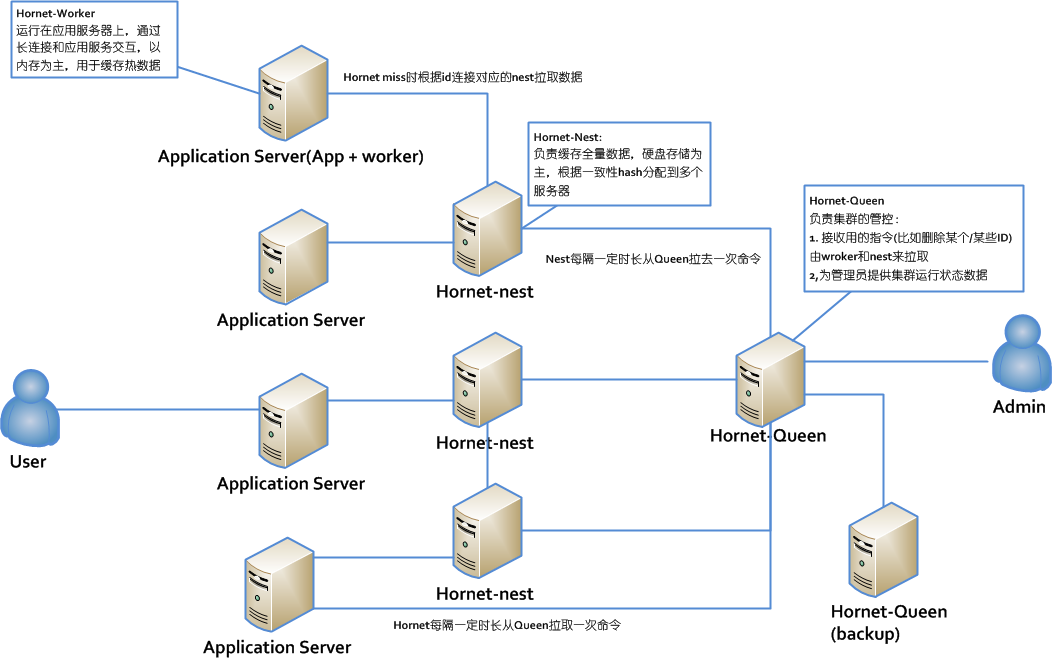 Hornet-Worker
运行在应用服务器上，通过
长连接和应用服务交互，以
内存为主，用于缓存热数据
Hornet miss时根据id连接对应的nest拉取数据
Application Server(App + worker)
Hornet-Nest:
负责缓存全量数据，硬盘存储为
主，根据一致性hash分配到多个
服务器
Hornet-Queen
负责集群的管控：
1. 接收用的指令(比如删除某个/某些ID)
由wroker和nest来拉取
2,为管理员提供集群运行状态数据
Nest每隔一定时长从Queen拉去一次命令
Hornet-nest
Application Server
Admin
Hornet-Queen
Hornet-nest
User
Application Server
Hornet-nest
Hornet-Queen
(backup)
Hornet每隔一定时长从Queen拉取一次命令
Application Server